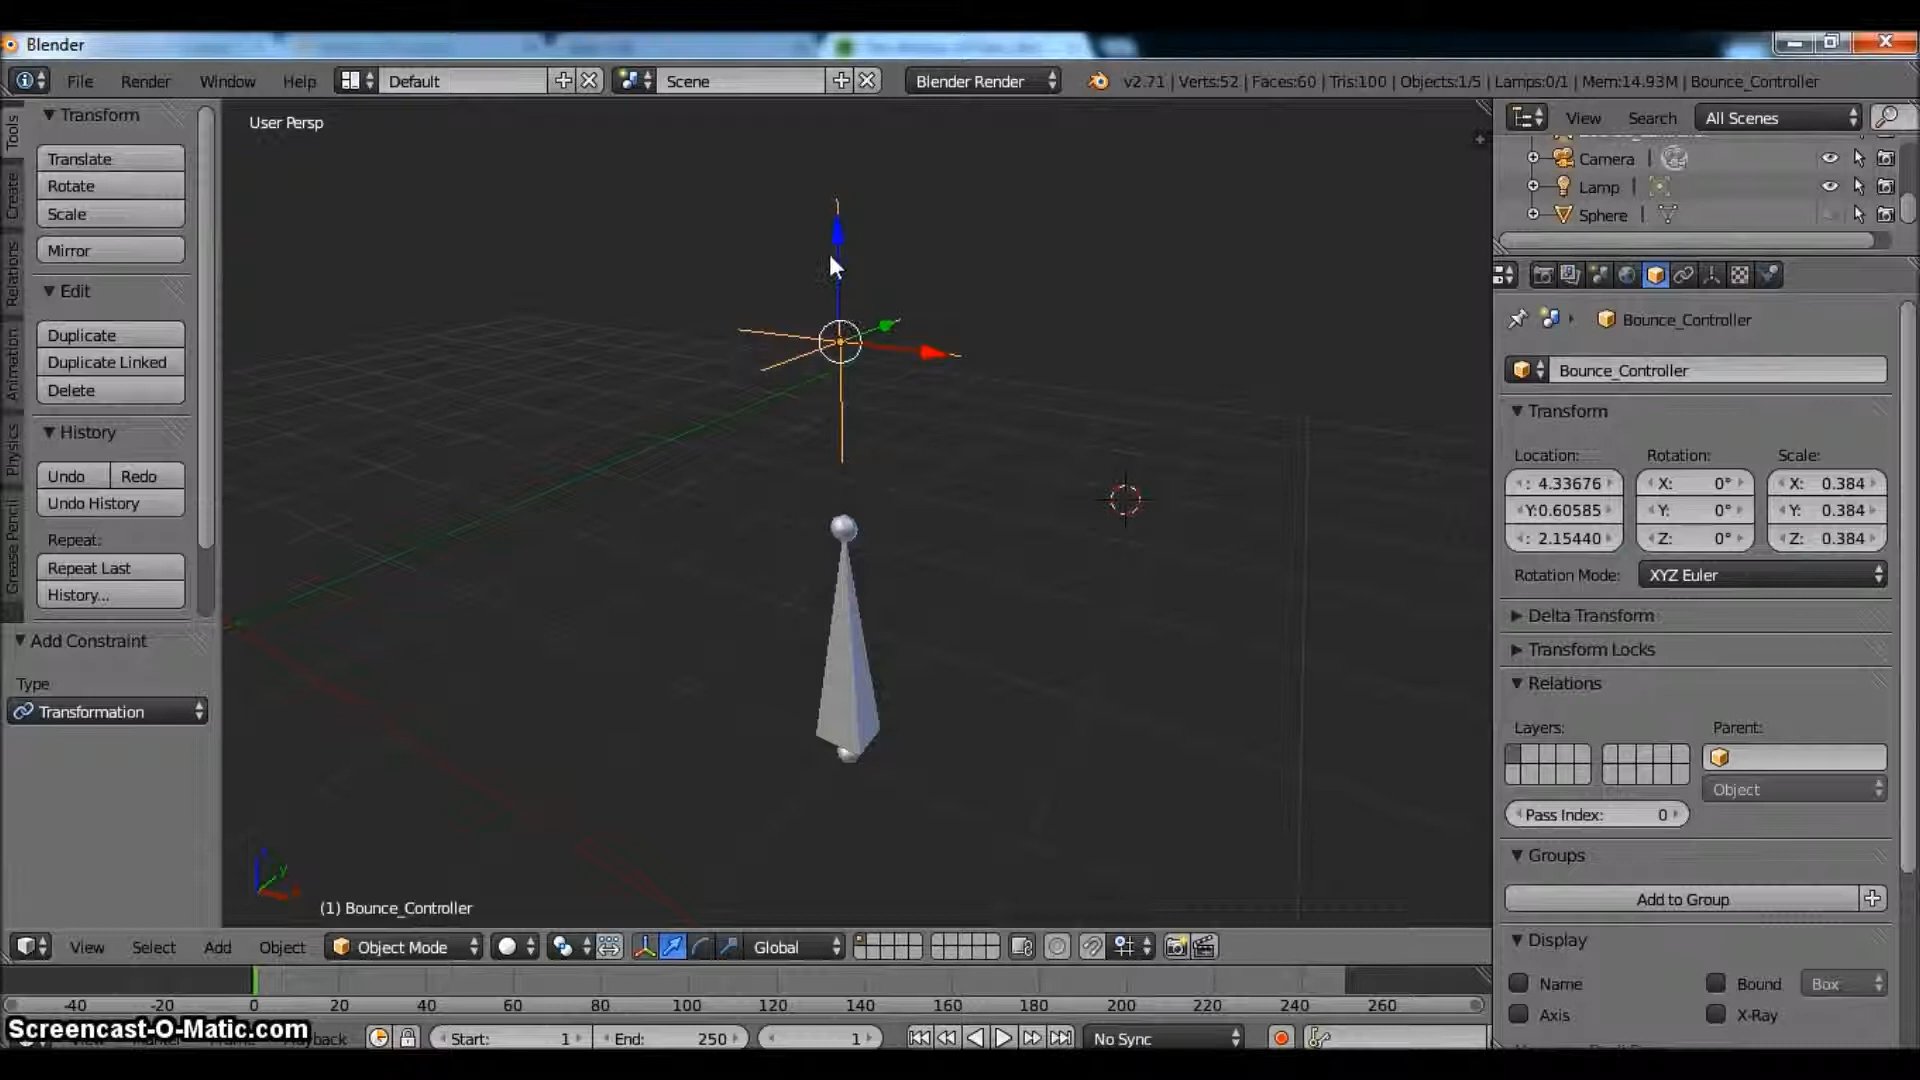 Blender
File Render Window Help Default Scene Blender Render v2.71 | Verts:52 | Faces:60 | Tris:100 | Objects:1/5 | Lamps:0/1 | Mem:14.93M | Bounce_Controller
Tools
Create
Relations
Animation
Physics
Grease Pencil
Transform
Translate
Rotate
Scale
Mirror
Edit
Duplicate
Duplicate Linked
Delete
History
Undo Redo
Undo History
Repeat:
Repeat Last
History...
Add Constraint
Type
Transformation
User Persp
(1) Bounce_Controller
View Search All Scenes
Camera
Lamp
Sphere
Bounce_Controller
Bounce_Controller
Transform
Location: Rotation: Scale:
: 4.33676 X: 0° X: 0.384
Y:0.60585 Y: 0° Y: 0.384
: 2.15440 Z: 0° Z: 0.384
Rotation Mode: XYZ Euler
Delta Transform
Transform Locks
Relations
Layers: Parent:
Object
Pass Index: 0
Groups
Add to Group
Display
Name Bound Box
Axis X-Ray
View Select Add Object Object Mode Global
-40 -20 0 20 40 60 80 100 120 140 160 180 200 220 240 260
Screencast-O-Matic.com
Start: 1 End: 250 1 No Sync